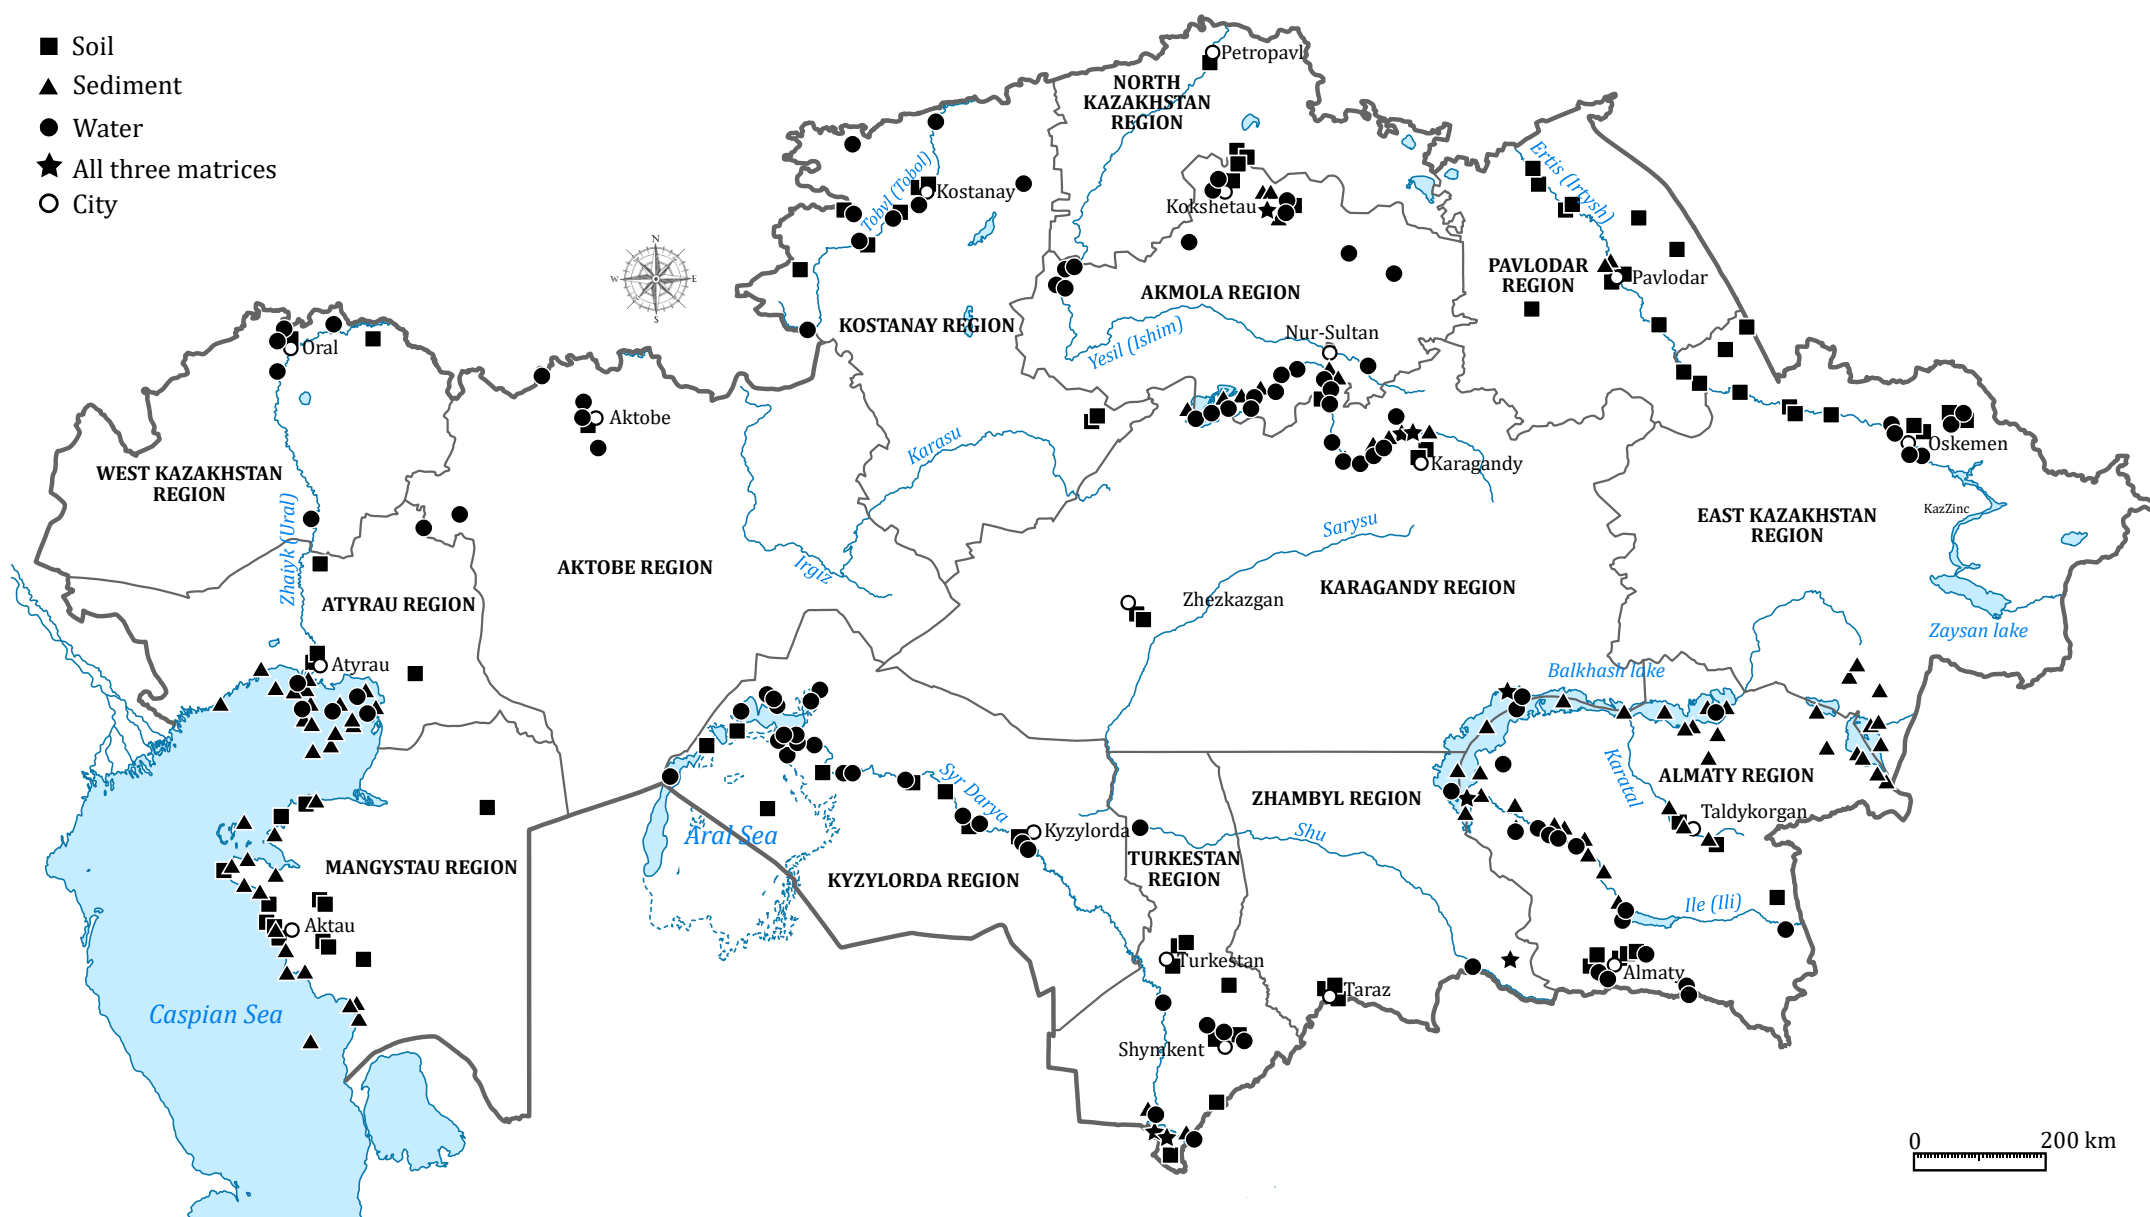 Soil
Sediment
Water
All three matrices
City
N
W
E
S
Petropavl
NORTH
KAZAKHSTAN
REGION
Tobyl (Tobol)
Kostanay
Kokshetau
Ertis (Irtysh)
PAVLODAR
REGION
Pavlodar
AKMOLA REGION
KOSTANAY REGION
Yesil (Ishim)
Nur-Sultan
Oral
Aktobe
Karasu
Karagandy
Oskemen
WEST KAZAKHSTAN
REGION
Zhaiyk (Ural)
KazZinc
EAST KAZAKHSTAN
REGION
Sarysu
AKTOBE REGION
Irgiz
ATYRAU REGION
KARAGANDY REGION
Zhezkazgan
Zaysan lake
Atyrau
Balkhash lake
Karatal
ALMATY REGION
Syr Darya
ZHAMBYL REGION
Taldykorgan
Aral Sea
Kyzylorda
Shu
TURKESTAN
REGION
MANGYSTAU REGION
KYZYLORDA REGION
Ile (Ili)
Aktau
Turkestan
Almaty
Taraz
Caspian Sea
Shymkent
0
200 km